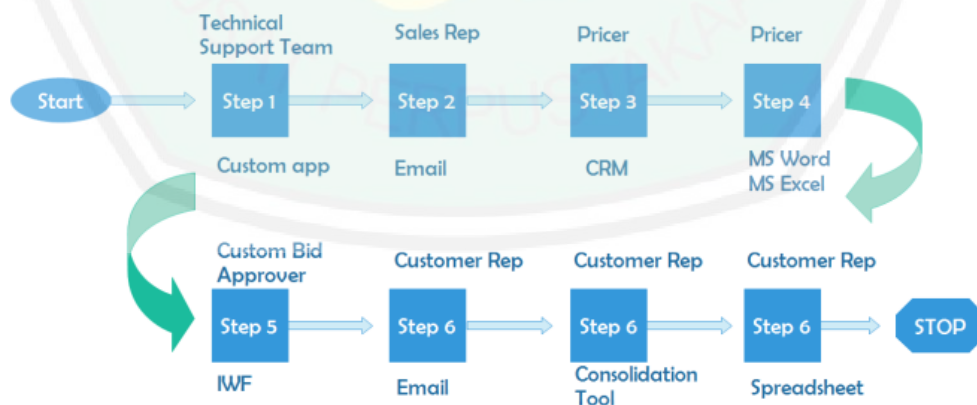 Technical
Support Team
Sales Rep
Pricer
Pricer
Start
Step 1
Step 2
Step 3
Step 4
Custom app
Email
CRM
MS Word
MS Excel
Custom Bid
Approver
Customer Rep
Customer Rep
Customer Rep
Step 5
Step 6
Step 6
Step 6
STOP
IWF
Email
Consolidation
Tool
Spreadsheet